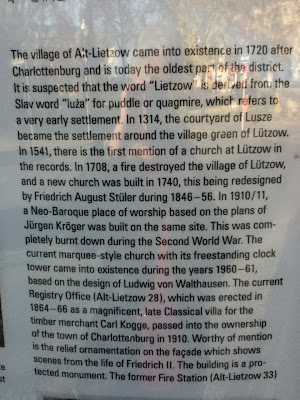 The village of Alt-Lietzow came into existence in 1720 after
Charlottenburg and is today the oldest part of the district.
It is suspected that the word "Lietzow" is derived from the
Slav word "luża" for puddle or quagmire, which refers to
a very early settlement. In 1314, the courtyard of Lusze
became the settlement around the village graen of Lützow.
In 1541, there is the first mention of a church at Lützow in
the records. In 1708, a fire destroyed the village of Lützow,
and a new church was built in 1740, this being redesigned
by Friedrich August Stüler during 1846–56. In 1910/11,
a Neo-Baroque place of worship based on the plans of
Jürgen Kröger was built on the same site. This was com-
pletely burnt down during the Second World War. The
current marquee-style church with its freestanding clock
tower came into existence during the years 1960–61,
based on the design of Ludwig von Walthausen. The current
Registry Office (Alt-Lietzow 28), which was erected in
1864–66 as a magnificent, late Classical villa for the
timber merchant Carl Kogge, passed into the ownership
of the town of Charlottenburg in 1910. Worthy of mention
is the relief ornamentation on the façade which shows
scenes from the life of Friedrich II. The building is a pro-
tected monument. The former Fire Station (Alt-Lietzow 33)